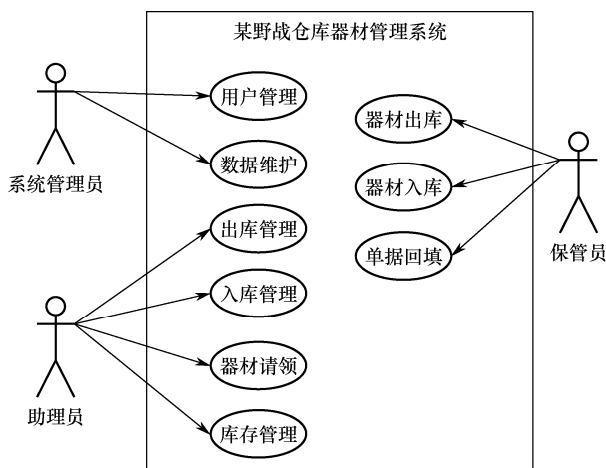 某野战仓库器材管理系统
用户管理
器材出库
数据维护
系统管理员
器材入库
出库管理
单据回填
保管员
入库管理
器材请领
助理员
库存管理